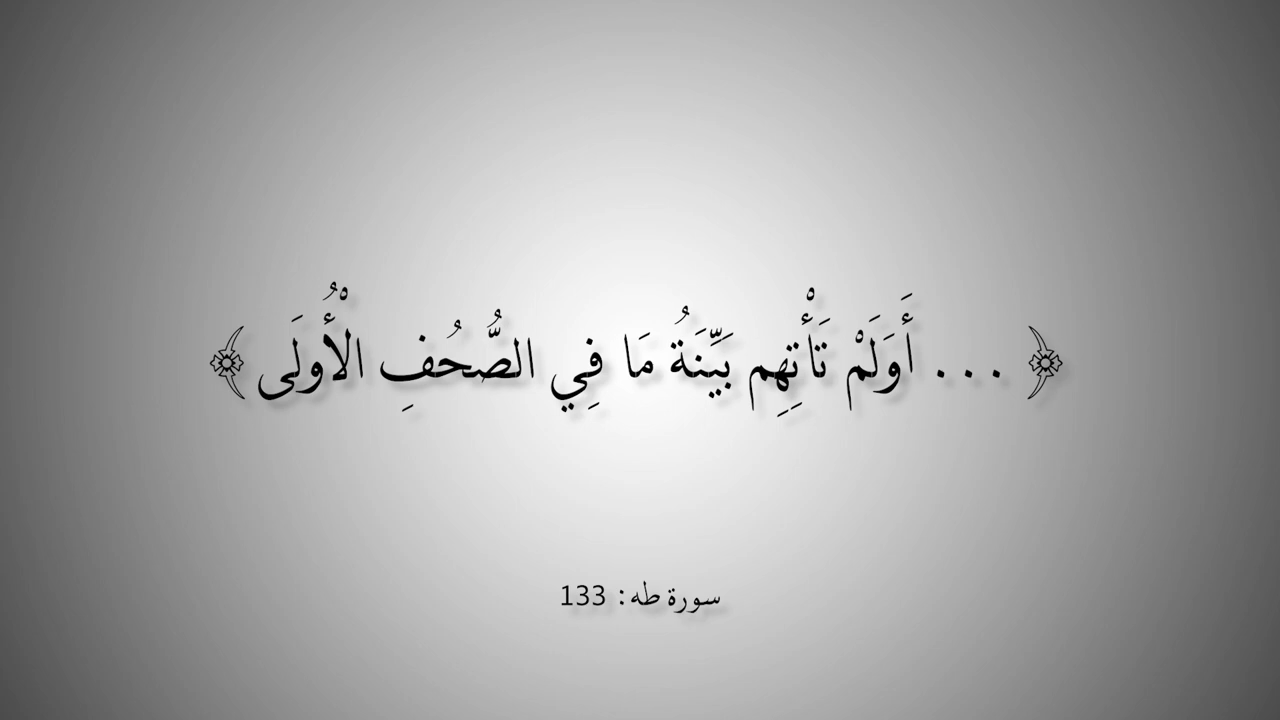 ﴿ ... أَوَلَمْ تَأْتِهِم بَيِّنَةُ مَا فِي الصُّحُفِ الْأُولَى ﴾
سورة طه: 133